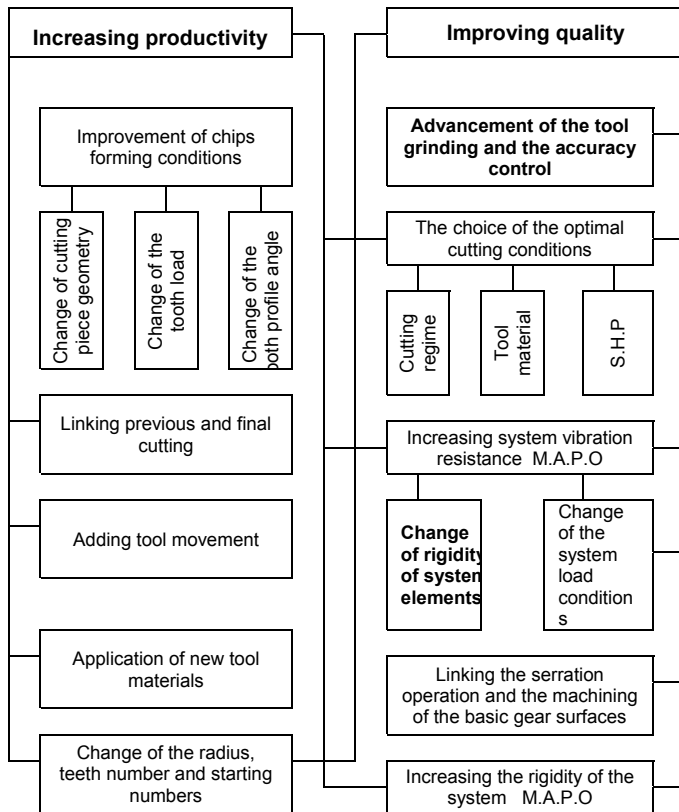 Increasing productivity
Improvement of chips
forming conditions
Change of cutting
piece geometry
Change of the
tooth load
Change of the
ooth profile angle
Linking previous and final
cutting
Adding tool movement
Application of new tool
materials
Change of the radius,
teeth number and starting
numbers
Improving quality
Advancement of the tool
grinding and the accuracy
control
The choice of the optimal
cutting conditions
Cutting
regime
Tool
material
S.H.P
Increasing system vibration
resistance M.A.P.O
Change
of rigidity
of system
elements
Change
of the
system
load
condition
s
Linking the serration
operation and the machining
of the basic gear surfaces
Increasing the rigidity of the
system M.A.P.O